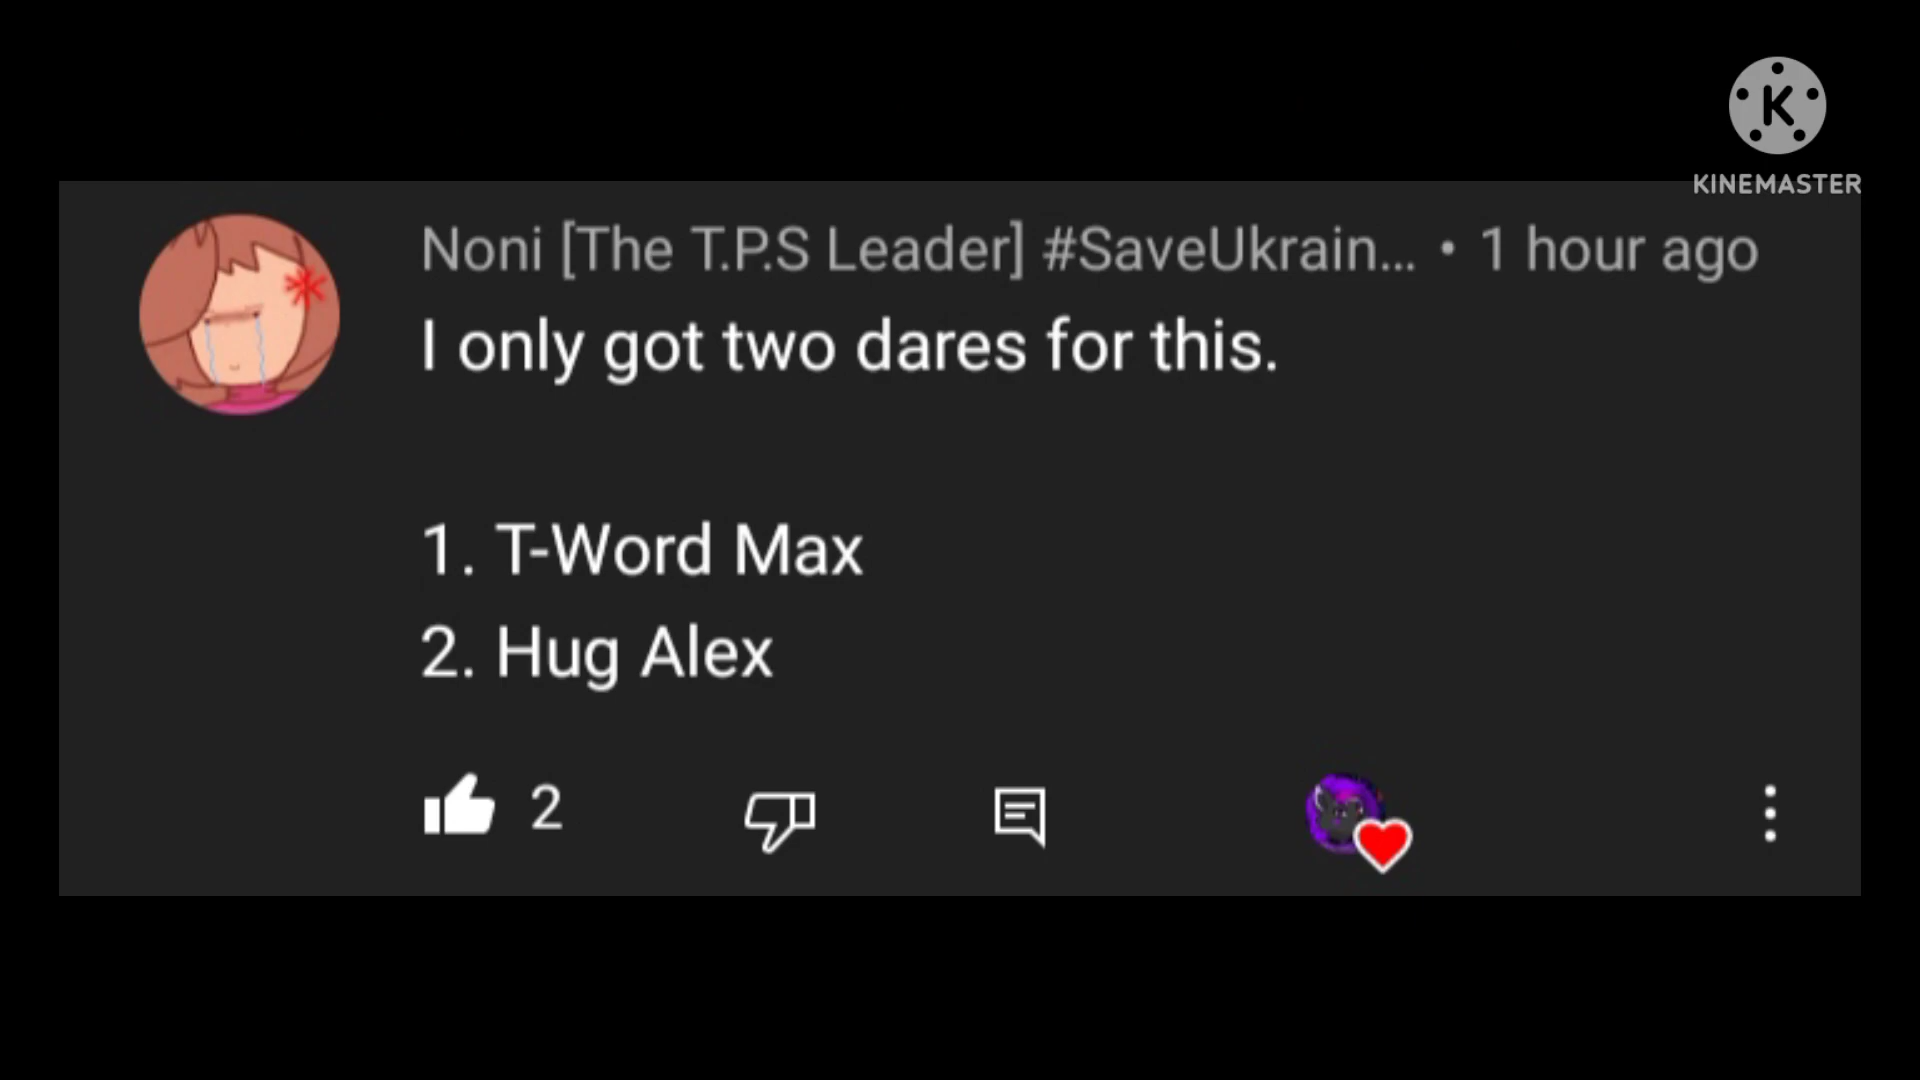 K
KINEMASTER
Noni [The T.P.S Leader] #SaveUkrain... • 1 hour ago
I only got two dares for this.
1. T-Word Max
2. Hug Alex
2